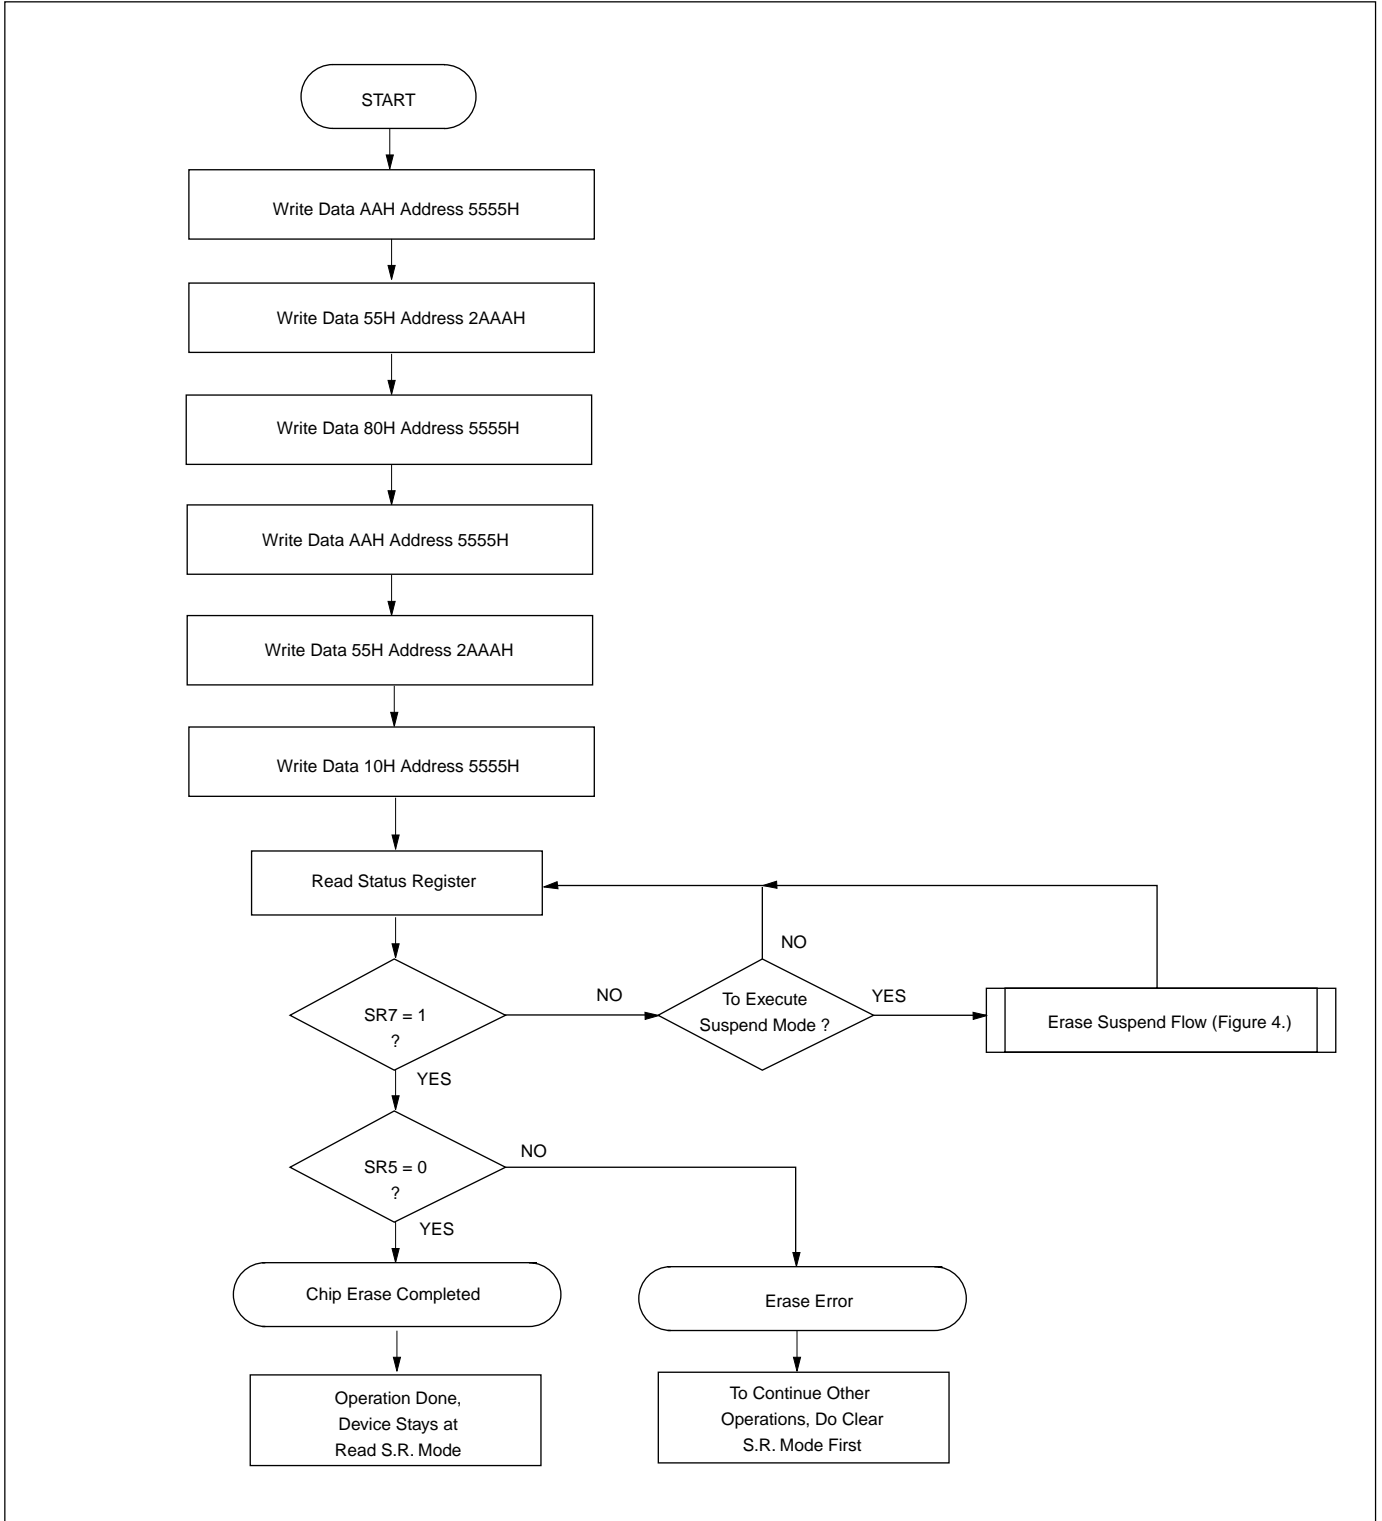 START
Write Data AAH Address 5555H
Write Data 55H Address 2AAAH
Write Data 80H Address 5555H
Write Data AAH Address 5555H
Write Data 55H Address 2AAAH
Write Data 10H Address 5555H
Read Status Register
NO
SR7 = 1
?
NO
To Execute
Suspend Mode ?
YES
Erase Suspend Flow (Figure 4.)
YES
SR5 = 0
?
NO
YES
Chip Erase Completed
Erase Error
Operation Done,
Device Stays at
Read S.R. Mode
To Continue Other
Operations, Do Clear
S.R. Mode First